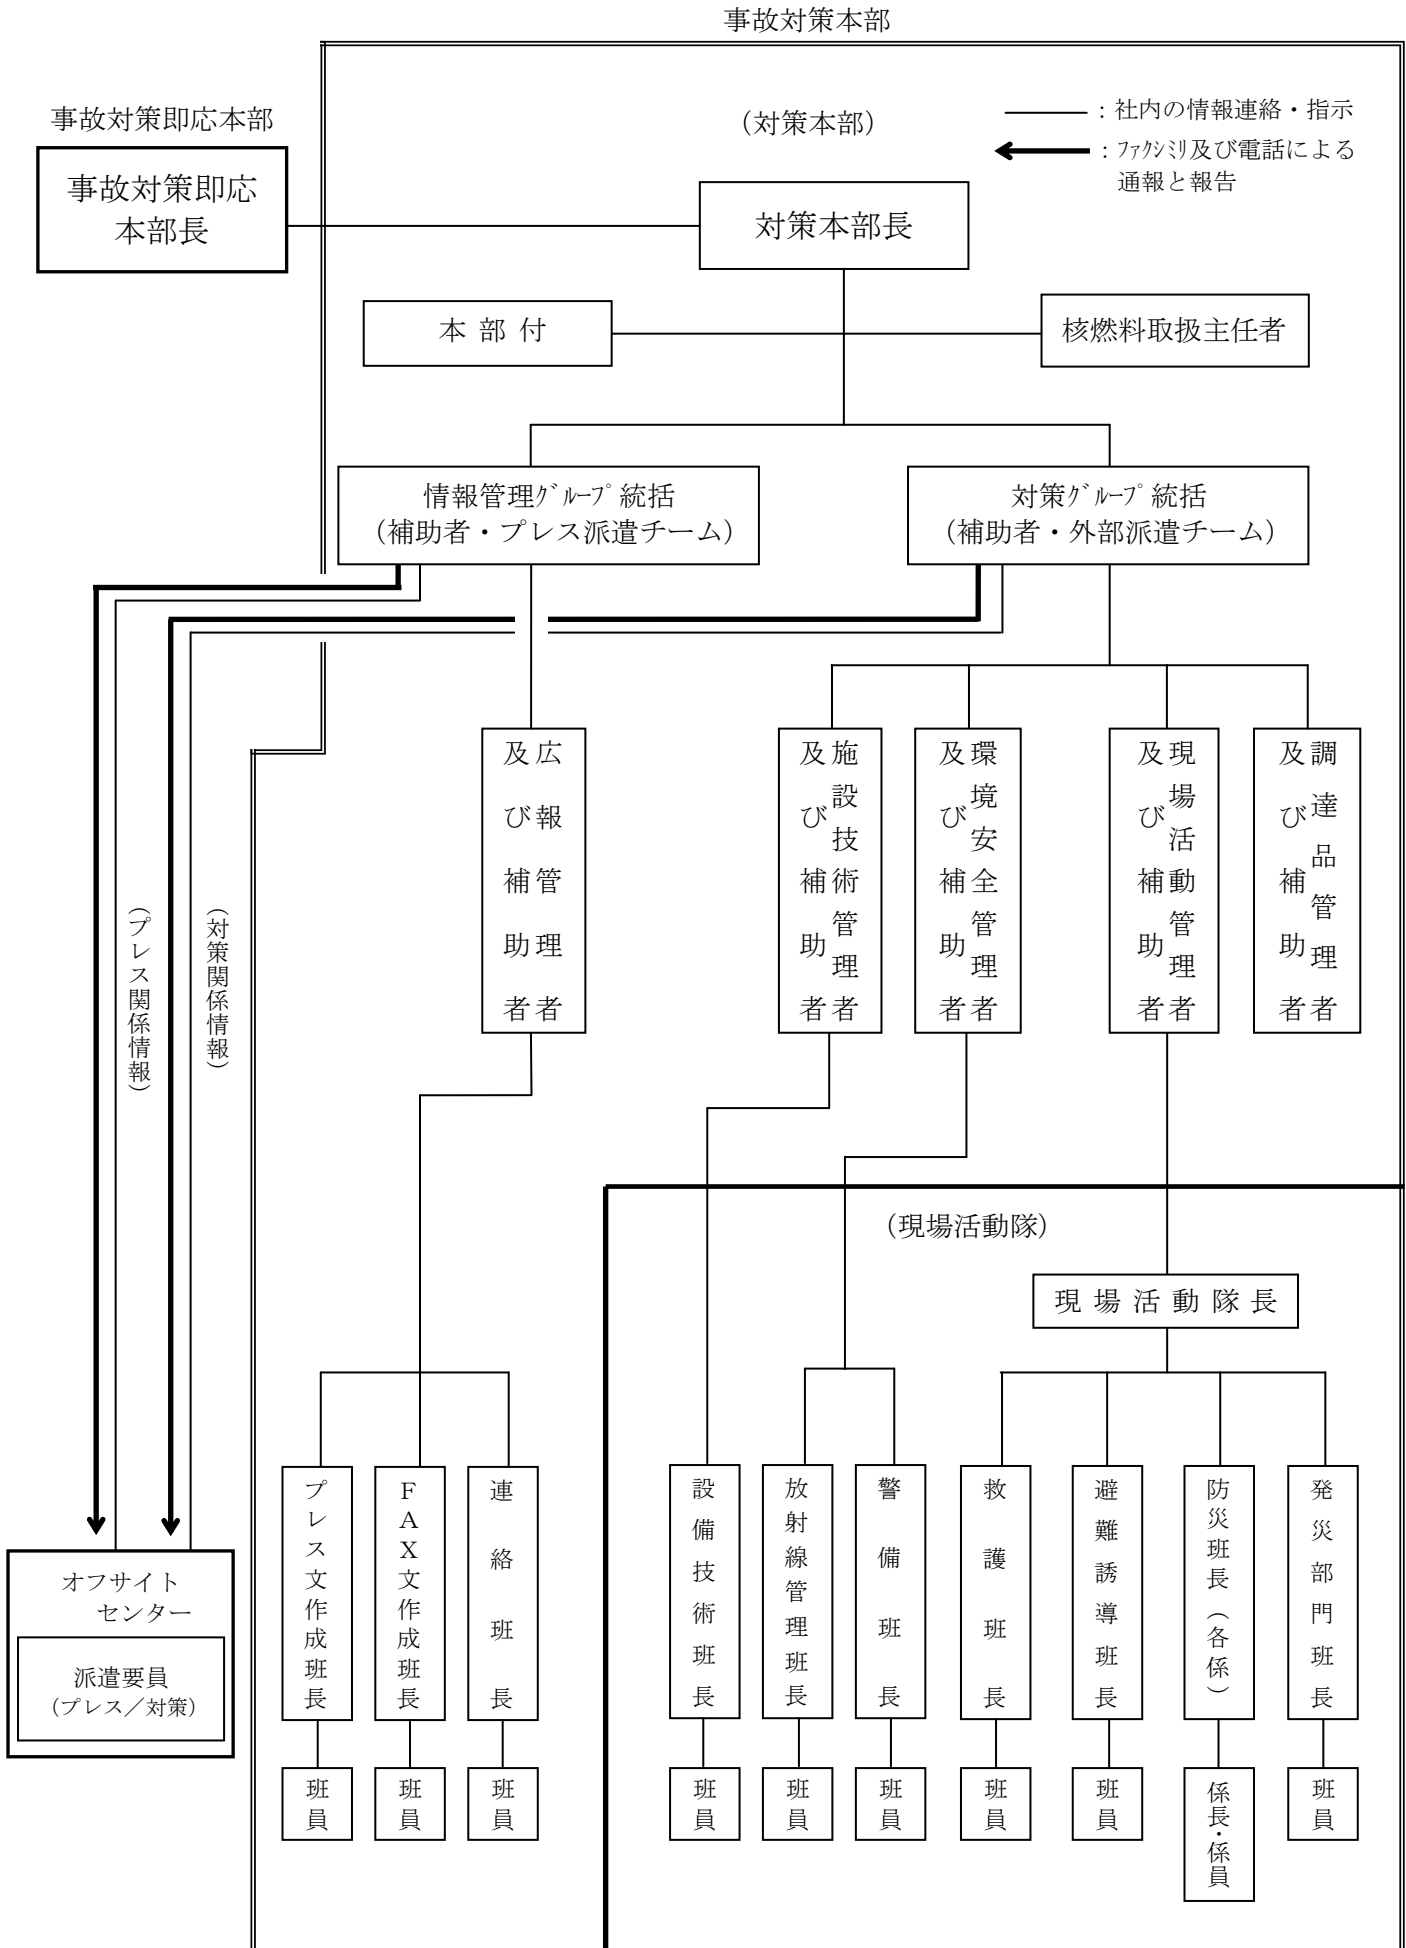 事故対策本部
事故対策即応本部
事故対策即応
本部長
(対策本部)
：社内の情報連絡・指示
：ﾌｧｸｼﾐﾘ及び電話による
通報と報告
対策本部長
本部付
核燃料取扱主任者
情報管理ｸﾞﾙｰﾌﾟ統括
(補助者・プレス派遣チーム)
対策ｸﾞﾙｰﾌﾟ統括
(補助者・外部派遣チーム)
広報管理者
及び補助者
施設技術管理者
及び補助者
環境安全管理者
及び補助者
現場活動管理者
及び補助者
調達品管理者
及び補助者
(プレス関係情報)
(対策関係情報)
(現場活動隊)
現場活動隊長
プレス文作成班長
ＦＡＸ文作成班長
連絡班長
設備技術班長
放射線管理班長
警備班長
救護班長
避難誘導班長
防災班長(各係)
発災部門班長
オフサイト
センター
派遣要員
(プレス／対策)
班員
班員
班員
班員
班員
班員
班員
班員
係長・係員
班員